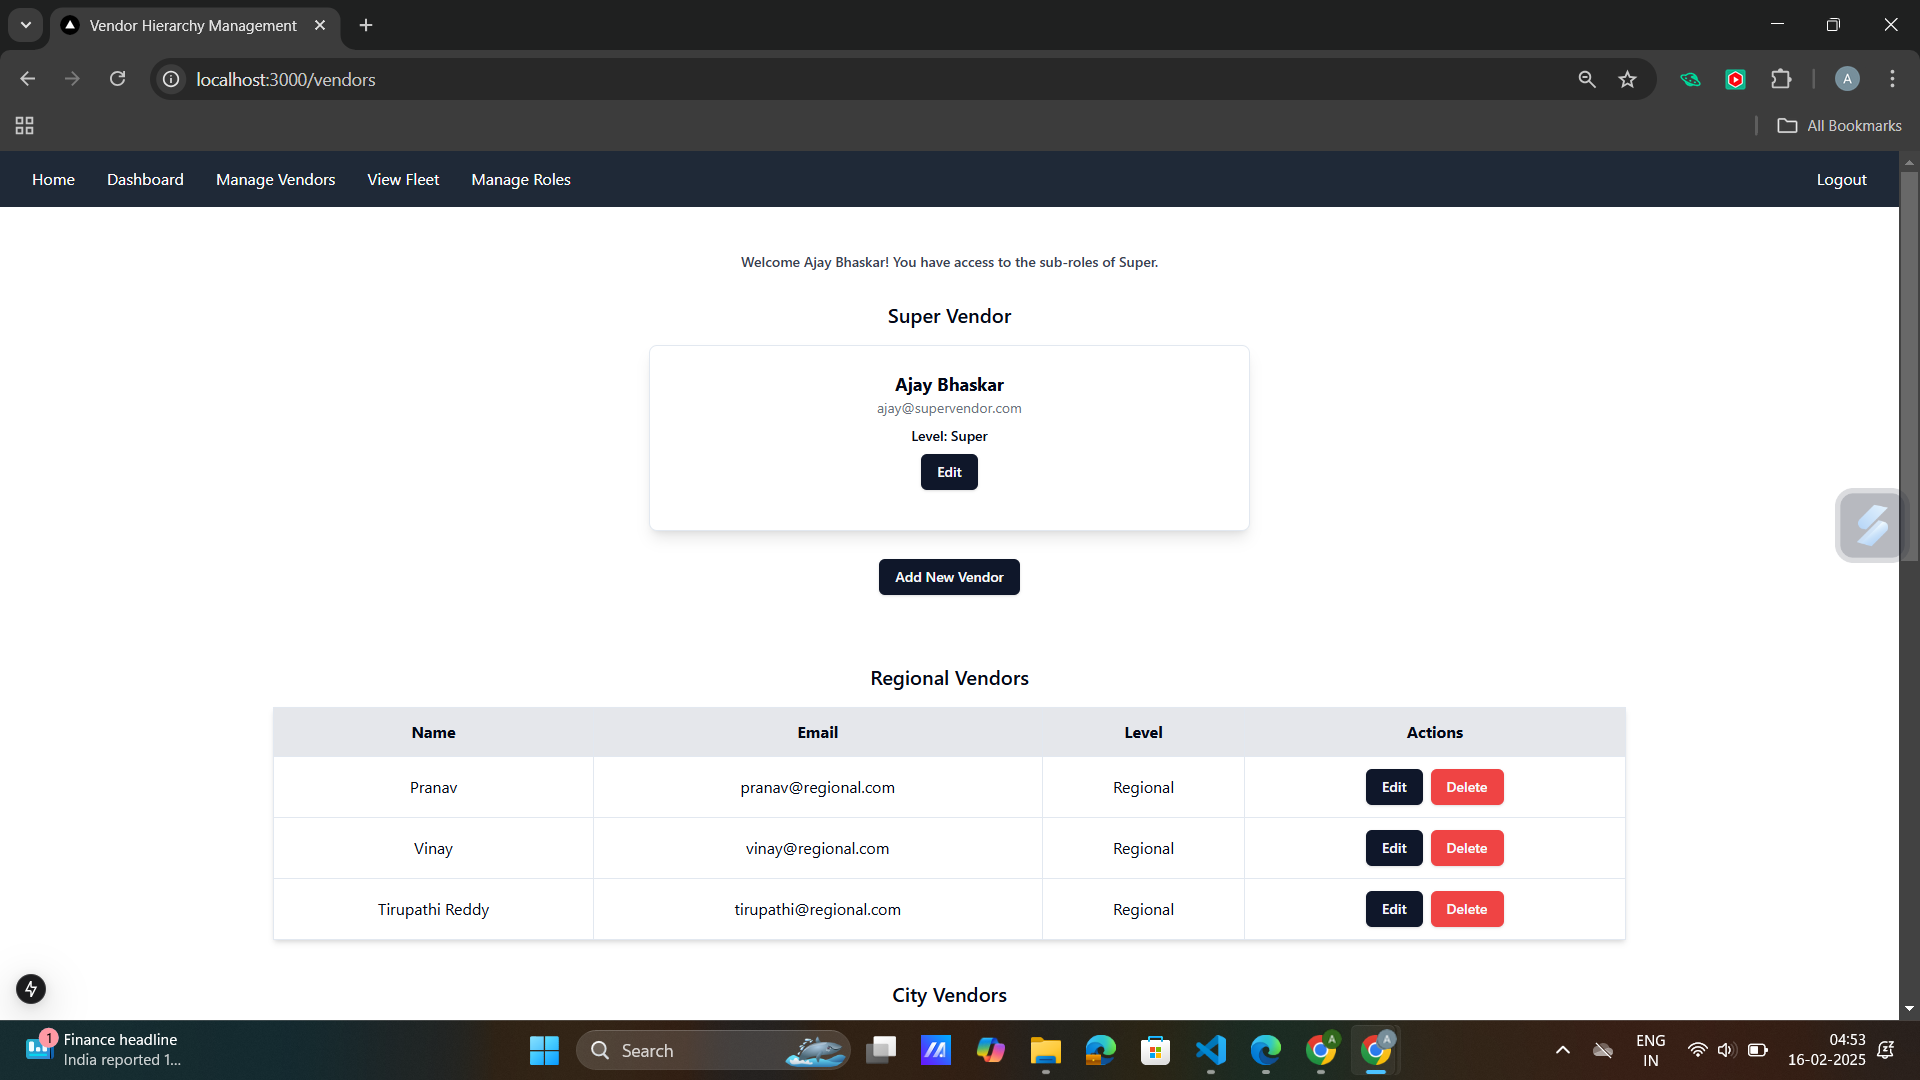 Vendor Hierarchy Management
localhost:3000/vendors
A
All Bookmarks
Home Dashboard Manage Vendors View Fleet Manage Roles Logout
Welcome Ajay Bhaskar! You have access to the sub-roles of Super.
Super Vendor
Ajay Bhaskar
ajay@supervendor.com
Level: Super
Edit
Add New Vendor
Regional Vendors
Name Email Level Actions
Pranav pranav@regional.com Regional Edit Delete
Vinay vinay@regional.com Regional Edit Delete
Tirupathi Reddy tirupathi@regional.com Regional Edit Delete
City Vendors
1 Finance headline
India reported 1...
Search
A
A
ENG
IN
04:53
16-02-2025